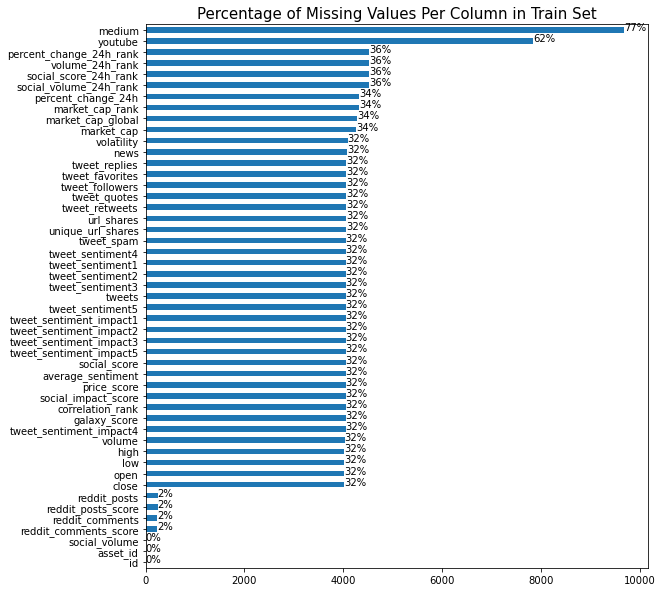 Percentage of Missing Values Per Column in Train Set
medium 77%
youtube 62%
percent_change_24h_rank 36%
volume_24h_rank 36%
social_score_24h_rank 36%
social_volume_24h_rank 36%
percent_change_24h 34%
market_cap_rank 34%
market_cap_global 34%
market_cap 34%
volatility 32%
news 32%
tweet_replies 32%
tweet_favorites 32%
tweet_followers 32%
tweet_quotes 32%
tweet_retweets 32%
url_shares 32%
unique_url_shares 32%
tweet_spam 32%
tweet_sentiment4 32%
tweet_sentiment1 32%
tweet_sentiment2 32%
tweet_sentiment3 32%
tweets 32%
tweet_sentiment5 32%
tweet_sentiment_impact1 32%
tweet_sentiment_impact2 32%
tweet_sentiment_impact3 32%
tweet_sentiment_impact5 32%
social_score 32%
average_sentiment 32%
price_score 32%
social_impact_score 32%
correlation_rank 32%
galaxy_score 32%
tweet_sentiment_impact4 32%
volume 32%
high 32%
low 32%
open 32%
close 32%
reddit_posts 2%
reddit_posts_score 2%
reddit_comments 2%
reddit_comments_score 2%
social_volume 0%
asset_id 0%
id 0%
0 2000 4000 6000 8000 10000